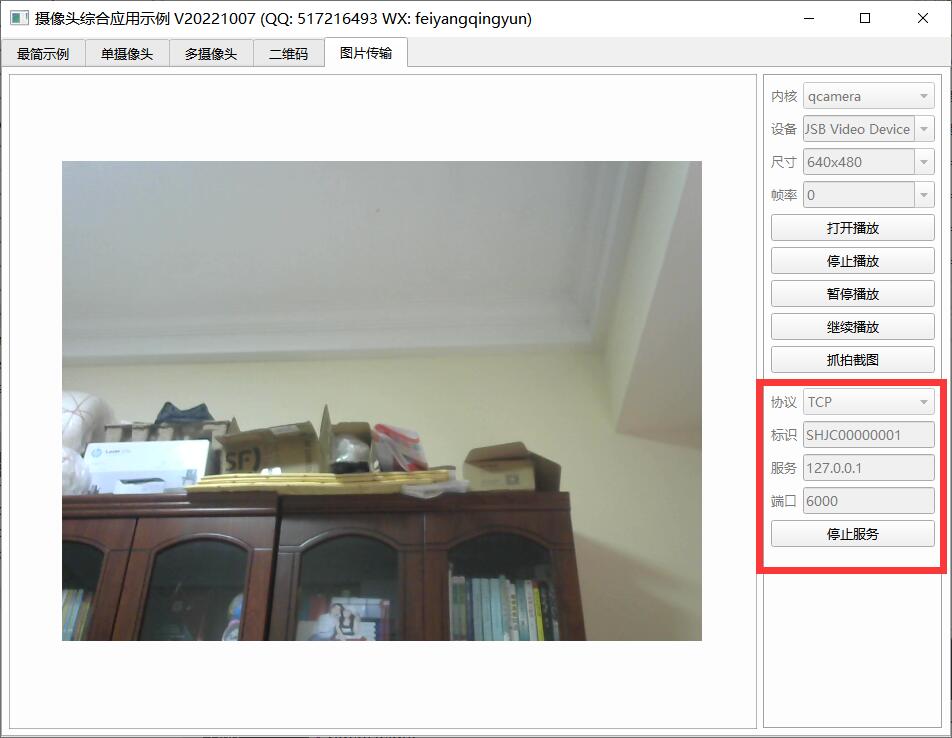 摄像头综合应用示例 V20221007 (QQ: 517216493 WX: feiyangqingyun)
最简示例 单摄像头 多摄像头 二维码 图片传输
内核 qcamera
设备 JSB Video Device
尺寸 640x480
帧率 0
打开播放
停止播放
暂停播放
继续播放
抓拍截图
协议 TCP
标识 SHJC00000001
服务 127.0.0.1
端口 6000
停止服务
hp Laser
SF)